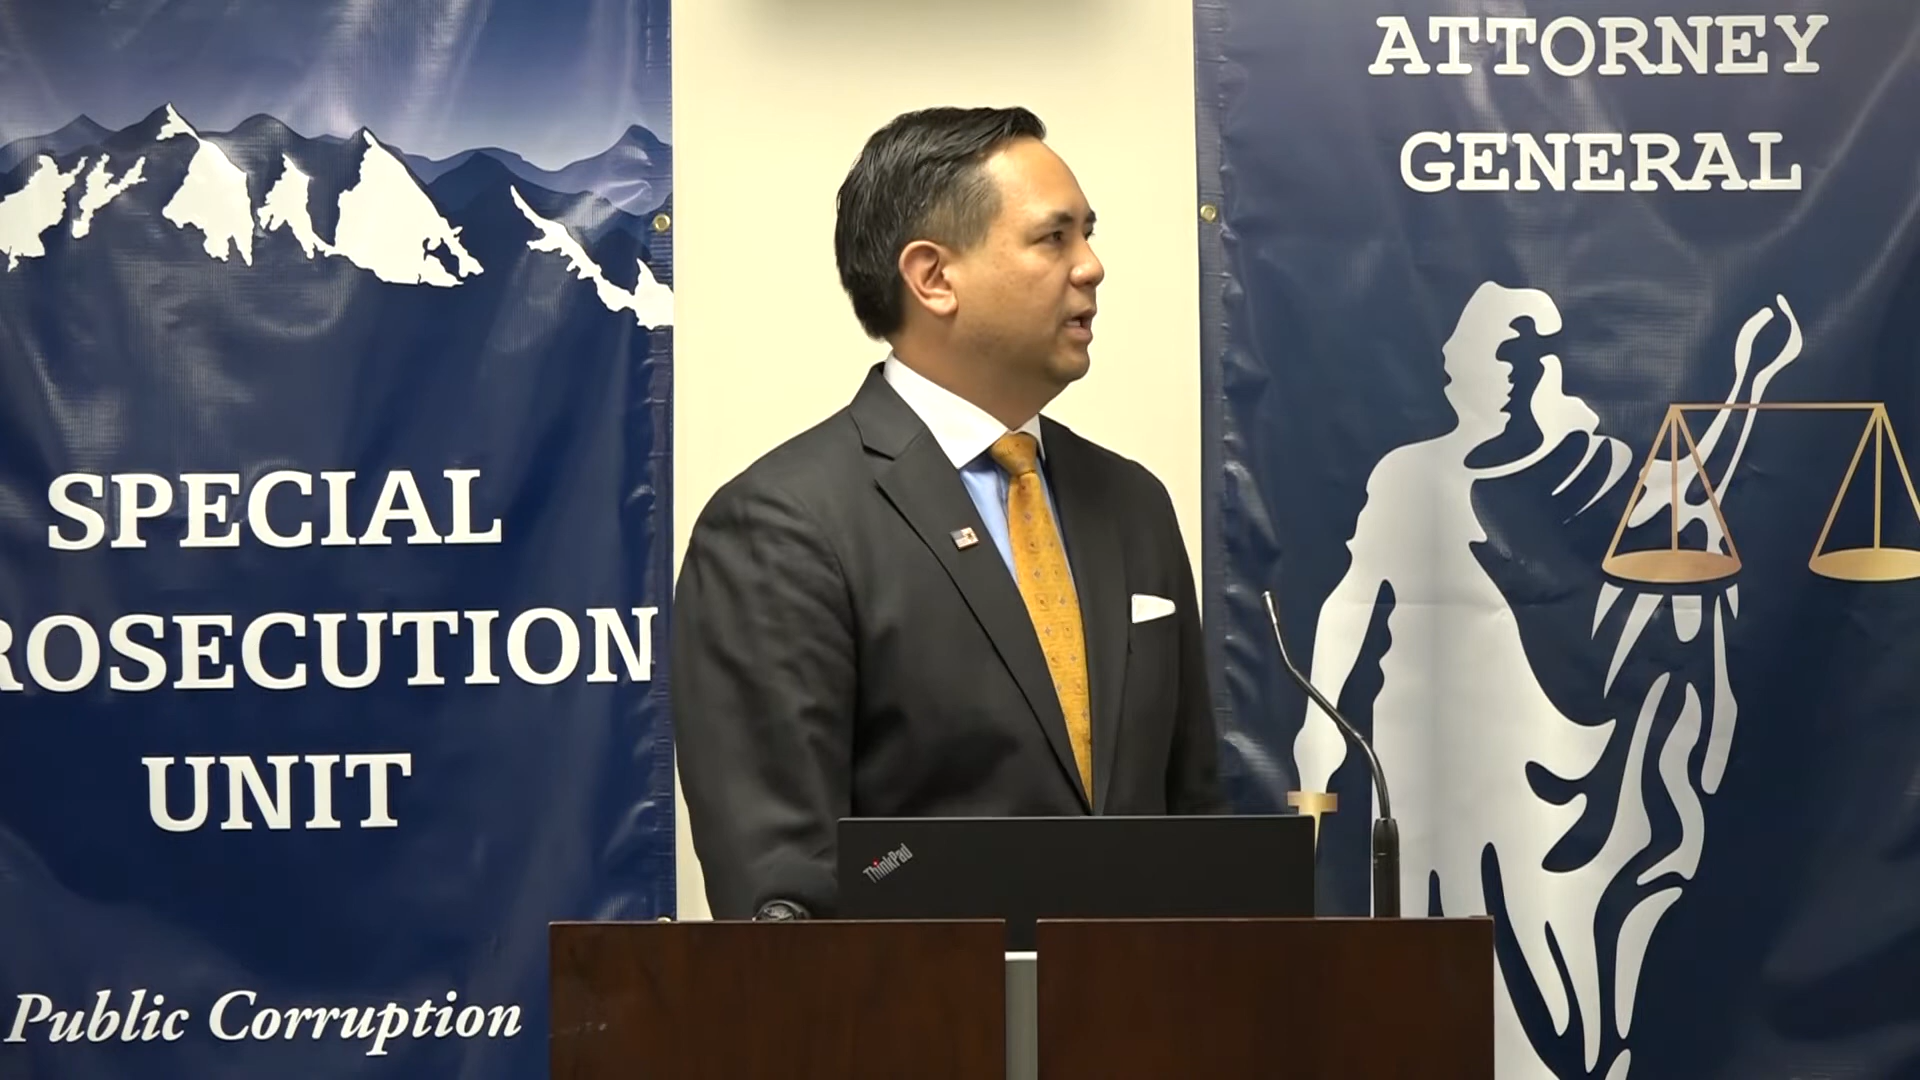 SPECIAL
ROSECUTION
UNIT
Public Corruption
ATTORNEY
GENERAL
ThinkPad